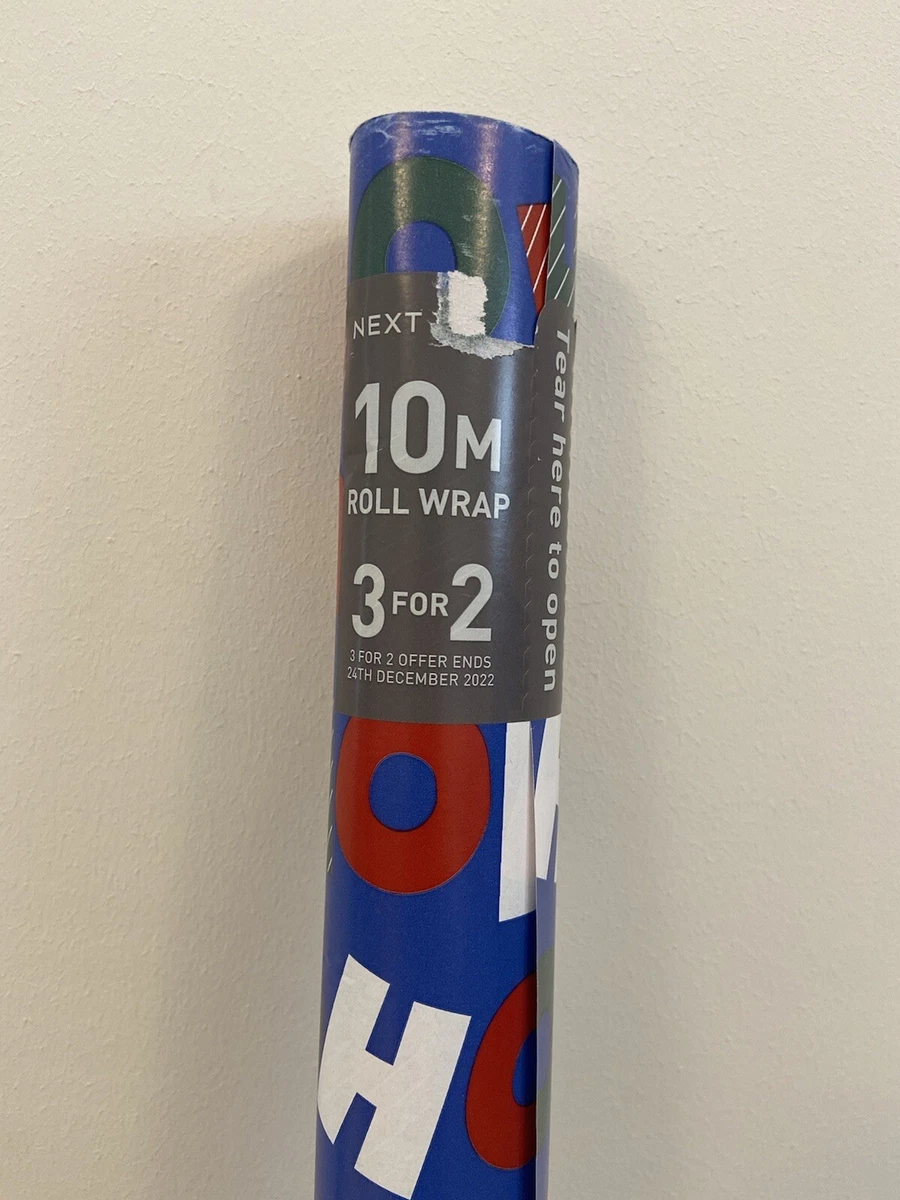 NEXT
10M
ROLL WRAP
3 FOR 2
3 FOR 2 OFFER ENDS
24TH DECEMBER 2022
Tear here to open
O
H O